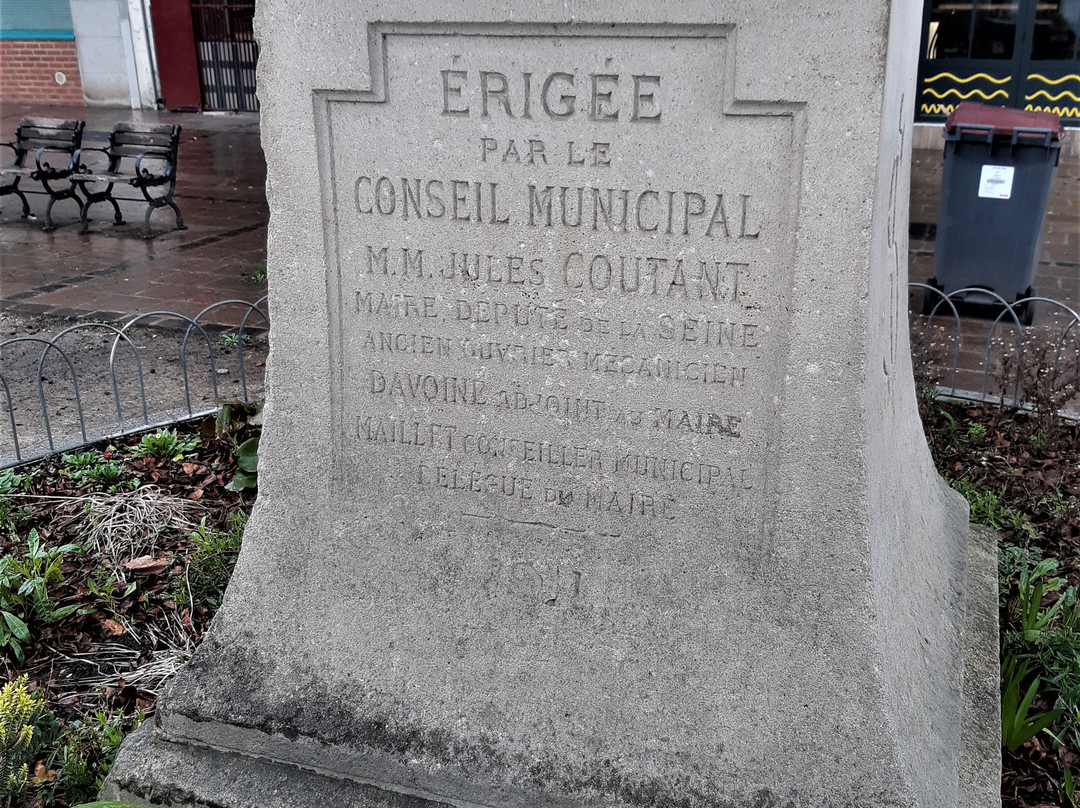 ÉRIGÉE
PAR LE
CONSEIL MUNICIPAL
M.M. JULES COUTANT
MAIRE, DÉPUTÉ DE LA SEINE
ANCIEN OUVRIER MÉCANICIEN
DAVOINE ADJOINT AU MAIRE
MAILLET CONSEILLER MUNICIPAL
DÉLÉGUÉ DU MAIRE